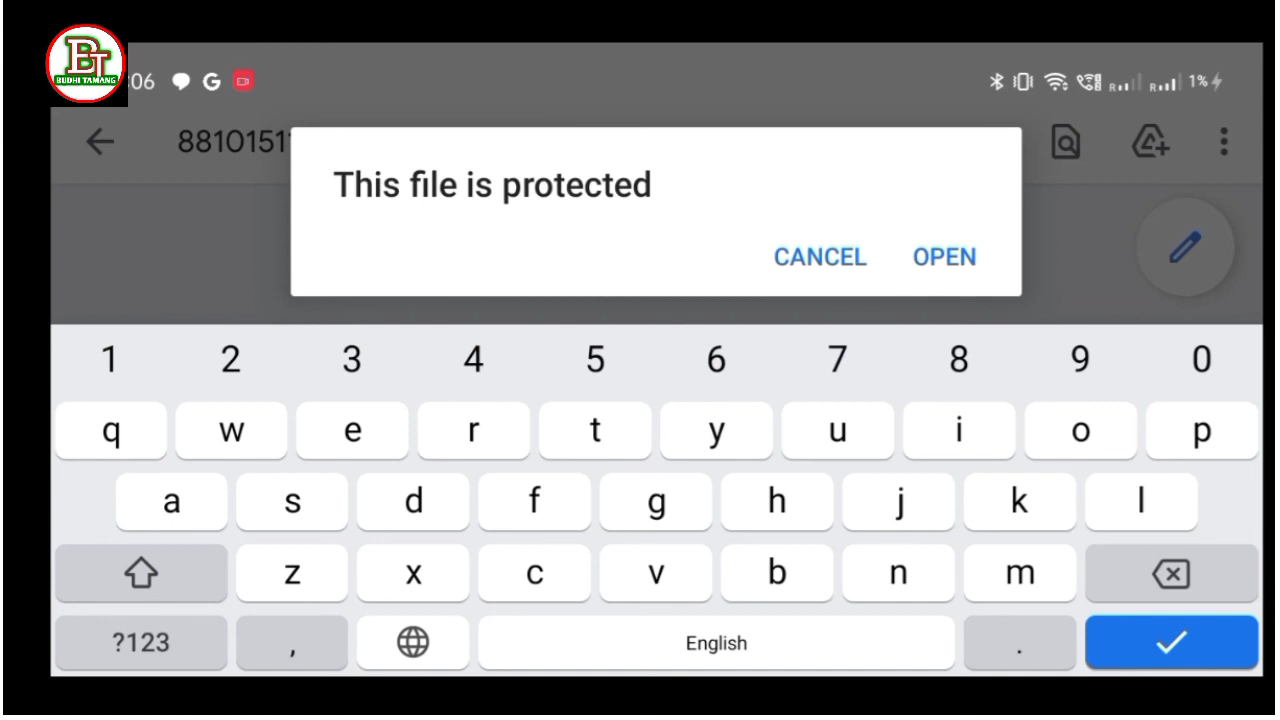 BT
BUDHI TAMANG
:06 G R R 1%
88101511
This file is protected
CANCEL OPEN
1 2 3 4 5 6 7 8 9 0
q w e r t y u i o p
a s d f g h j k l
z x c v b n m
?123 , English .